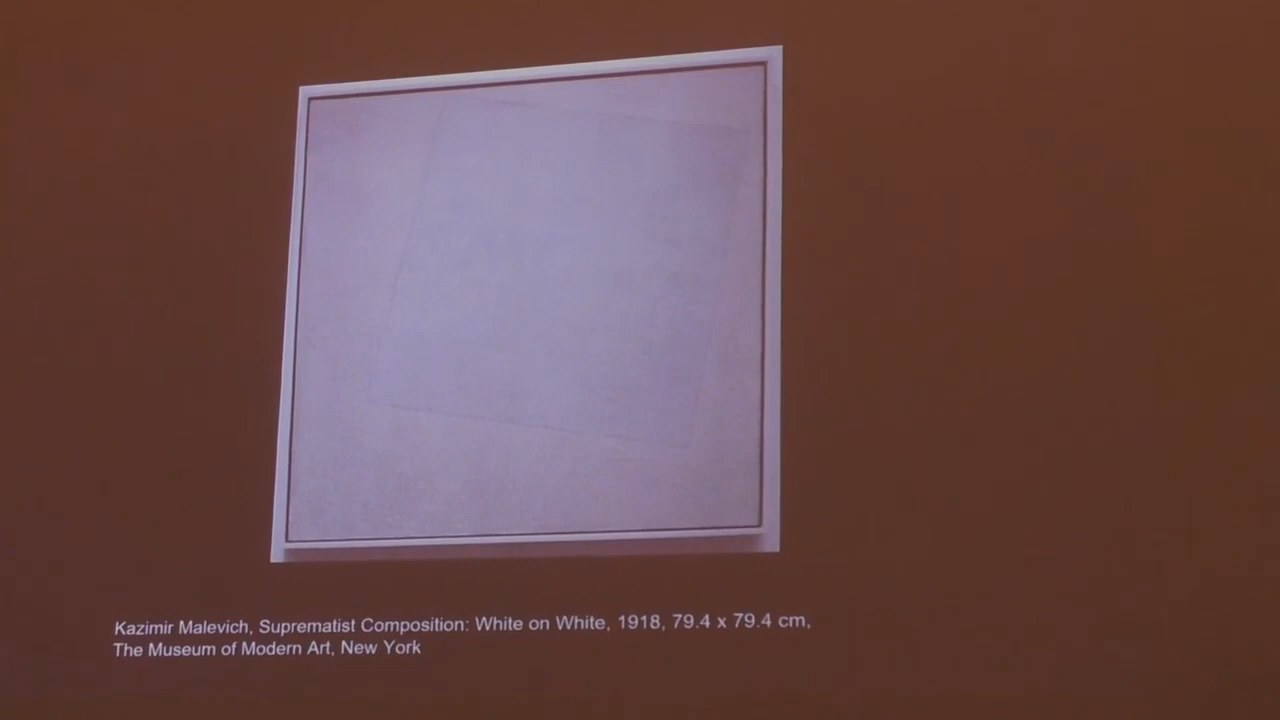 Kazimir Malevich, Suprematist Composition: White on White, 1918, 79.4 x 79.4 cm,
The Museum of Modern Art, New York